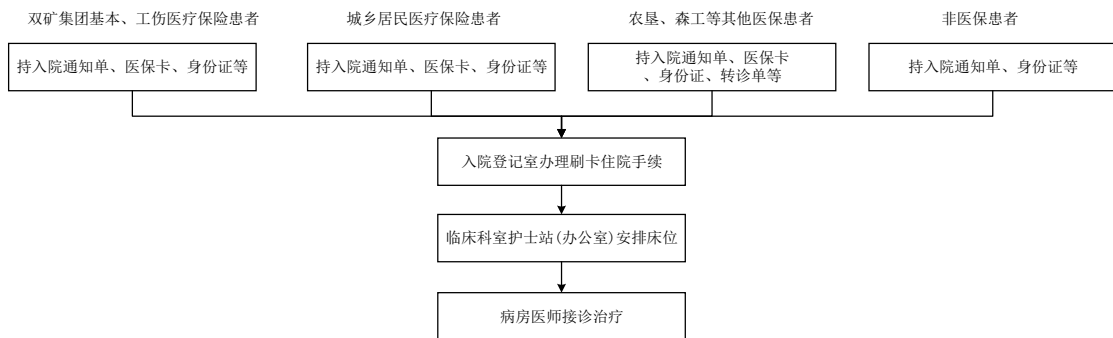 双矿集团基本、工伤医疗保险患者
城乡居民医疗保险患者
农垦、森工等其他医保患者
非医保患者
持入院通知单、医保卡、身份证等
持入院通知单、医保卡、身份证等
持入院通知单、医保卡
、身份证、转诊单等
持入院通知单、身份证等
入院登记室办理刷卡住院手续
临床科室护士站(办公室)安排床位
病房医师接诊治疗